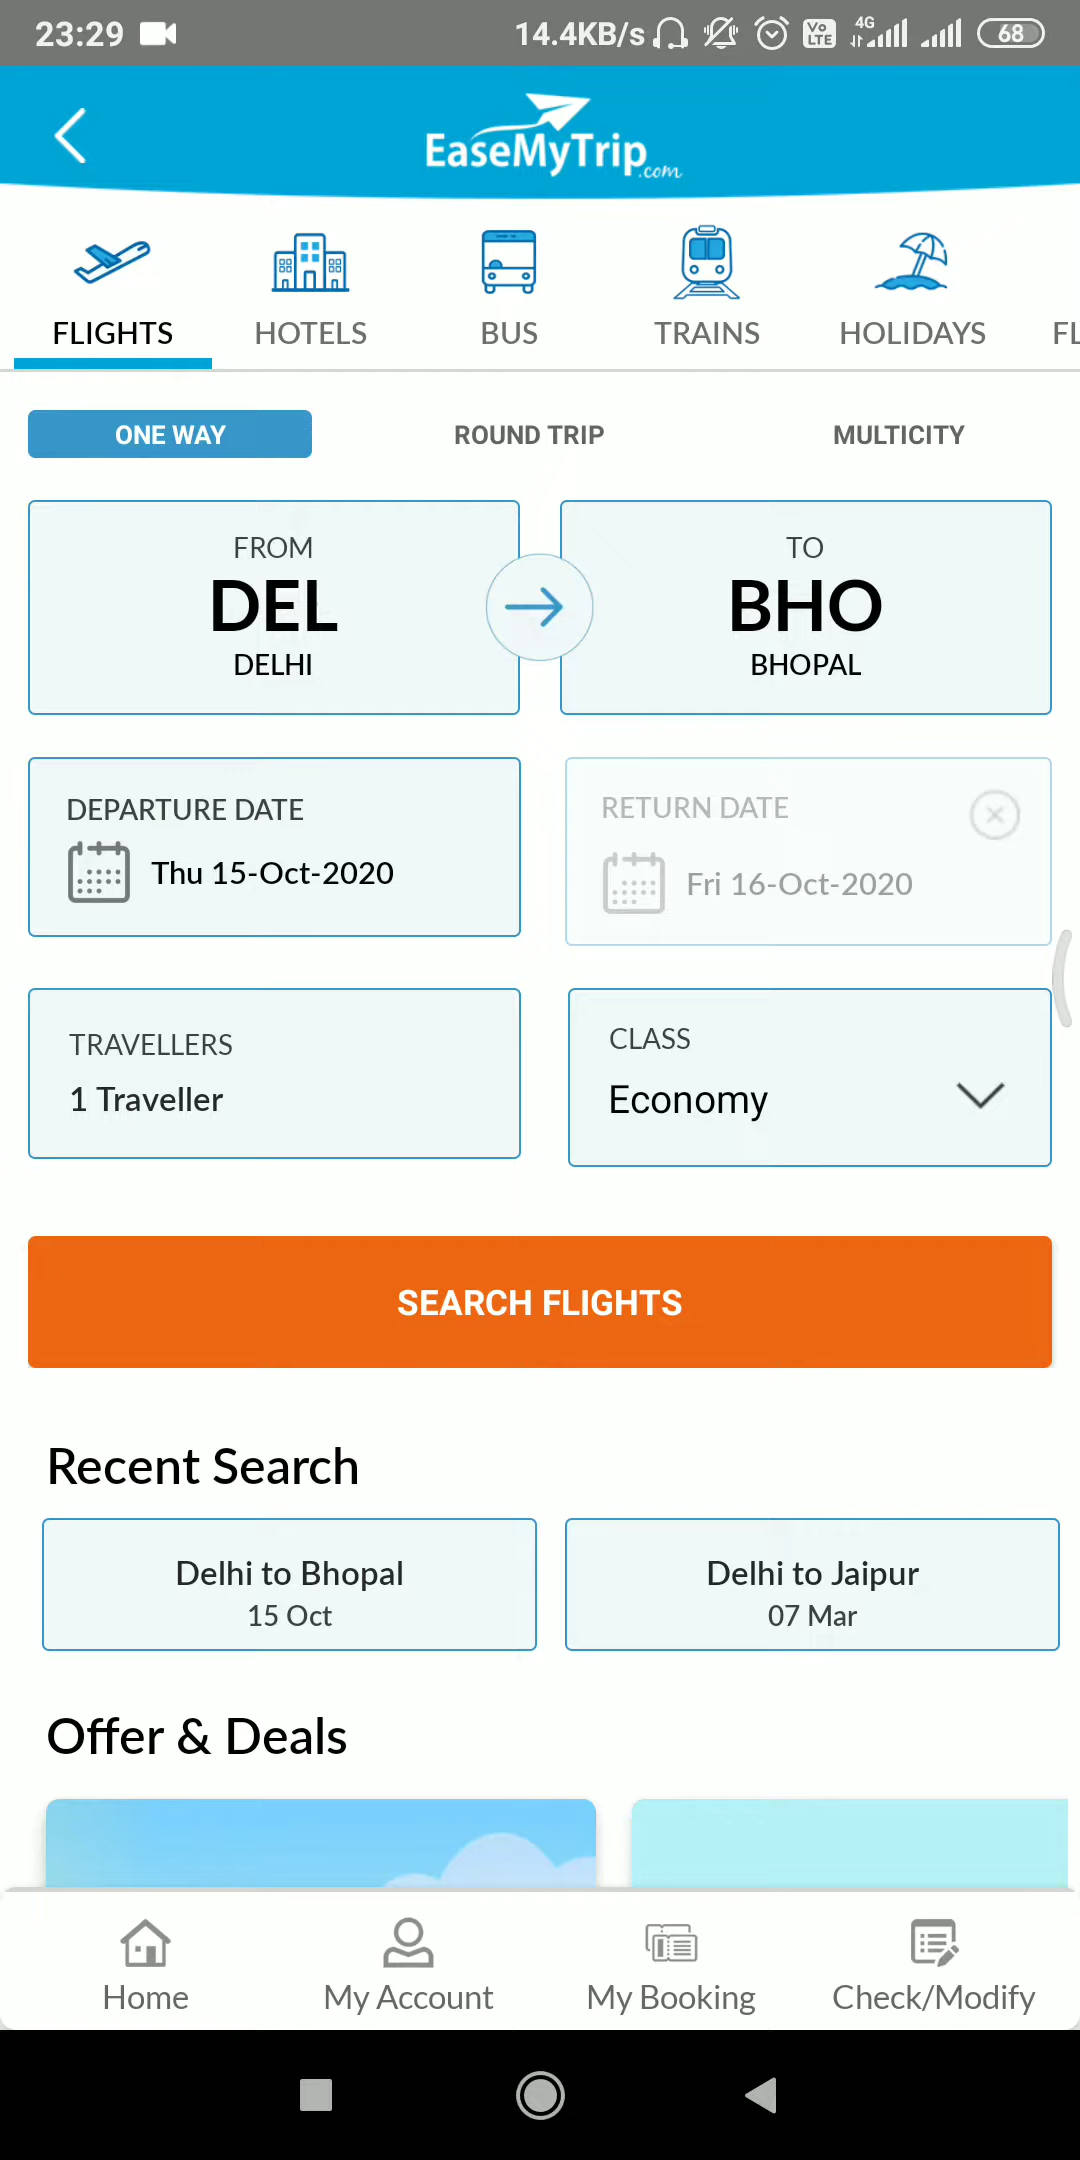 23:29
14.4KB/s
Vo LTE
4G
68
EaseMyTrip.com
FLIGHTS
HOTELS
BUS
TRAINS
HOLIDAYS
FL
ONE WAY
ROUND TRIP
MULTICITY
FROM
DEL
DELHI
TO
BHO
BHOPAL
DEPARTURE DATE
Thu 15-Oct-2020
RETURN DATE
Fri 16-Oct-2020
TRAVELLERS
1 Traveller
CLASS
Economy
SEARCH FLIGHTS
Recent Search
Delhi to Bhopal
15 Oct
Delhi to Jaipur
07 Mar
Offer & Deals
Home
My Account
My Booking
Check/Modify